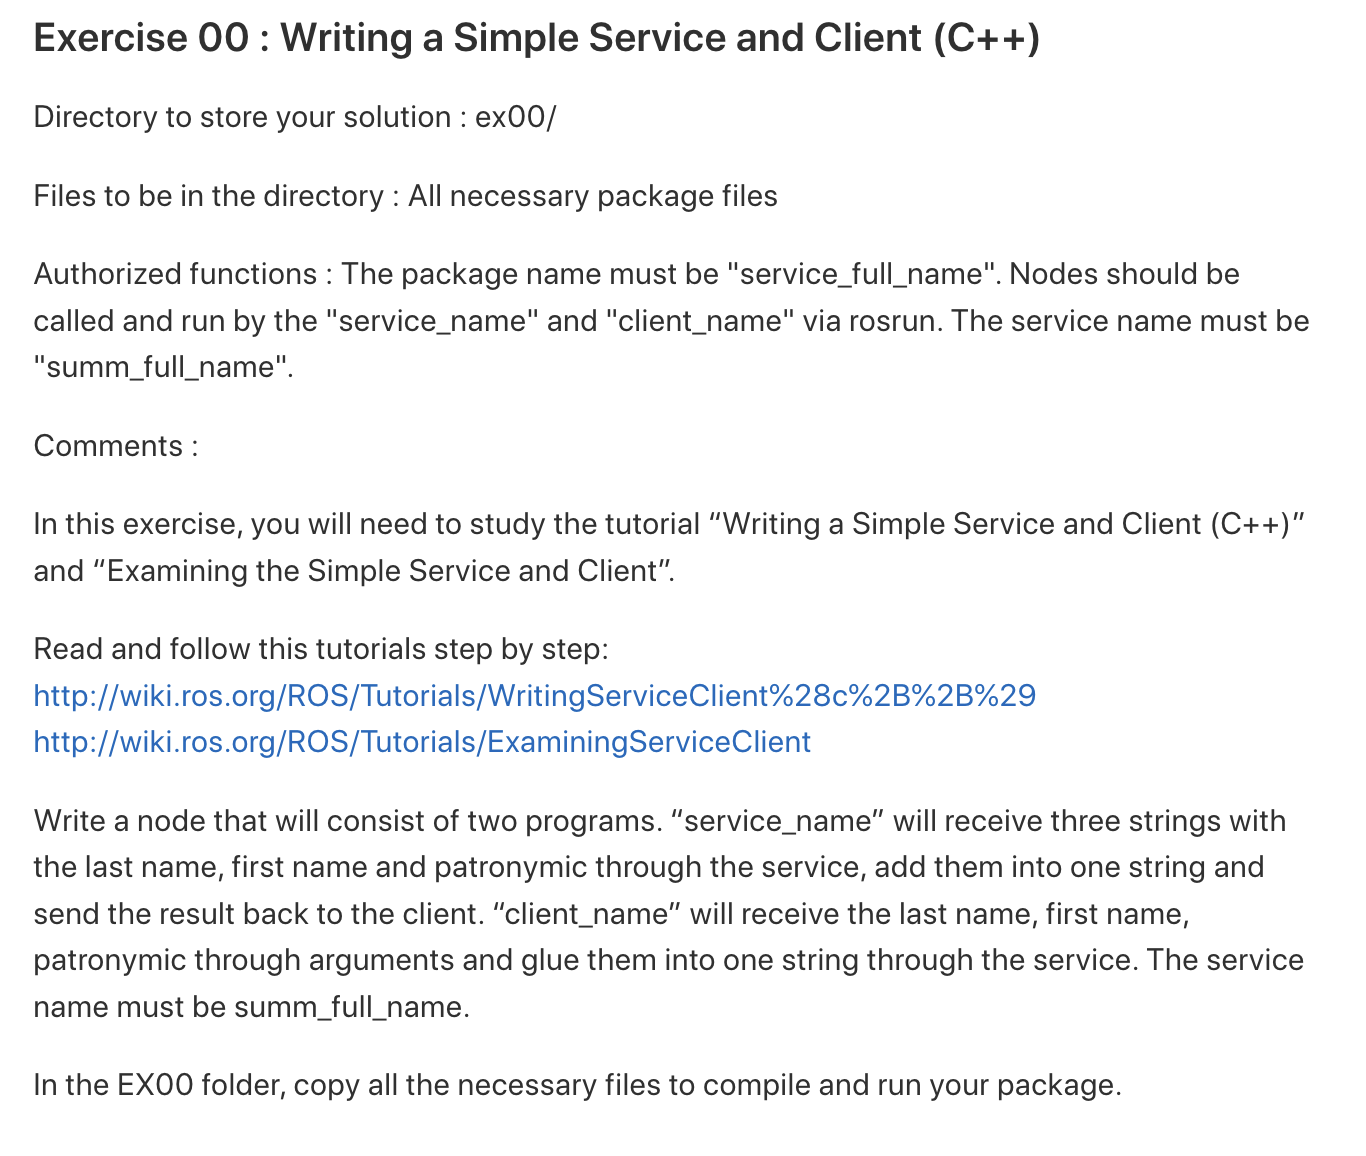 Exercise 00 : Writing a Simple Service and Client (C++)
Directory to store your solution : ex00/
Files to be in the directory : All necessary package files
Authorized functions : The package name must be "service_full_name". Nodes should be
called and run by the "service_name" and "client_name" via rosrun. The service name must be
"summ_full_name".
Comments :
In this exercise, you will need to study the tutorial “Writing a Simple Service and Client (C++)”
and “Examining the Simple Service and Client”.
Read and follow this tutorials step by step:
http://wiki.ros.org/ROS/Tutorials/WritingServiceClient%28c%2B%2B%29
http://wiki.ros.org/ROS/Tutorials/ExaminingServiceClient
Write a node that will consist of two programs. “service_name” will receive three strings with
the last name, first name and patronymic through the service, add them into one string and
send the result back to the client. “client_name” will receive the last name, first name,
patronymic through arguments and glue them into one string through the service. The service
name must be summ_full_name.
In the EX00 folder, copy all the necessary files to compile and run your package.